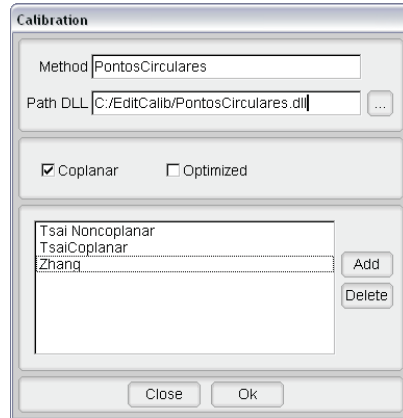 Calibration
Method PontosCirculares
Path DLL C:/EditCalib/PontosCirculares.dll ...
Coplanar Optimized
Tsai Noncoplanar
TsaiCoplanar
Zhang
Add
Delete
Close Ok